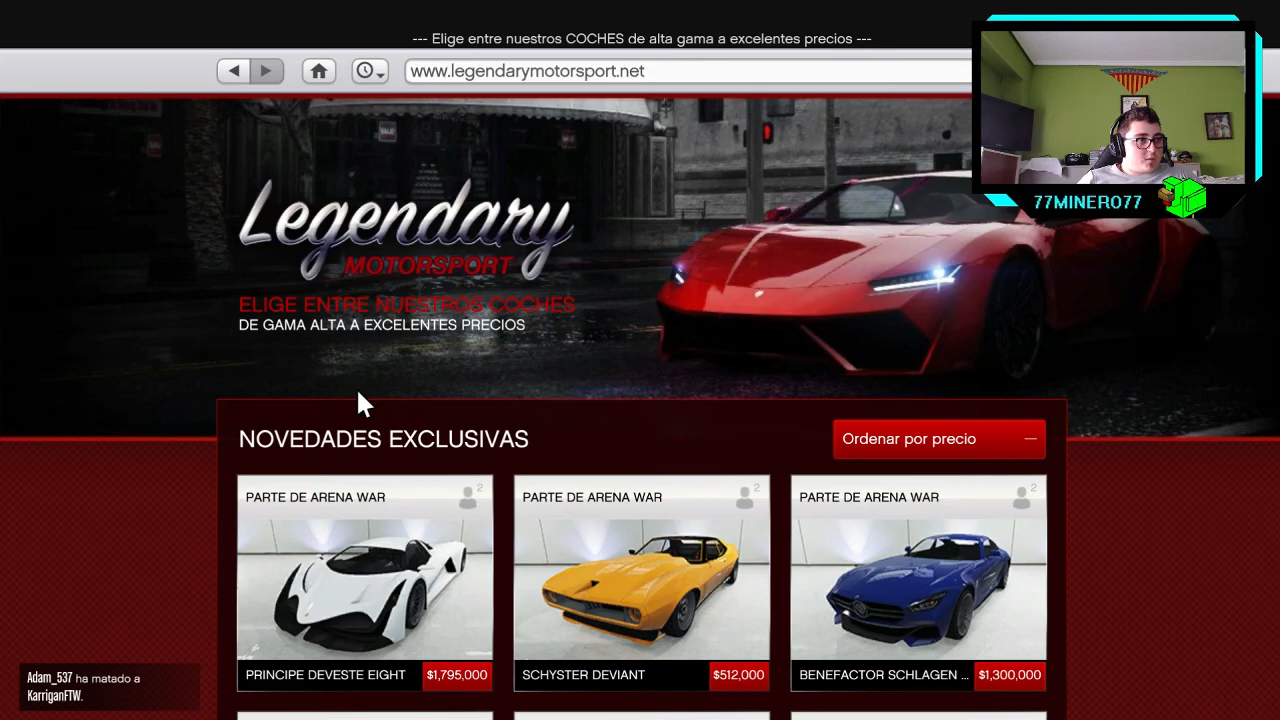 --- Elige entre nuestros COCHES de alta gama a excelentes precios ---
www.legendarymotorsport.net
77MINERO77
Legendary
MOTORSPORT
ELIGE ENTRE NUESTROS COCHES
DE GAMA ALTA A EXCELENTES PRECIOS
NOVEDADES EXCLUSIVAS
Ordenar por precio
PARTE DE ARENA WAR 2
PARTE DE ARENA WAR 2
PARTE DE ARENA WAR 2
PRINCIPE DEVESTE EIGHT $1,795,000
SCHYSTER DEVIANT $512,000
BENEFACTOR SCHLAGEN ... $1,300,000
Adam_537 ha matado a
KarriganFTW.